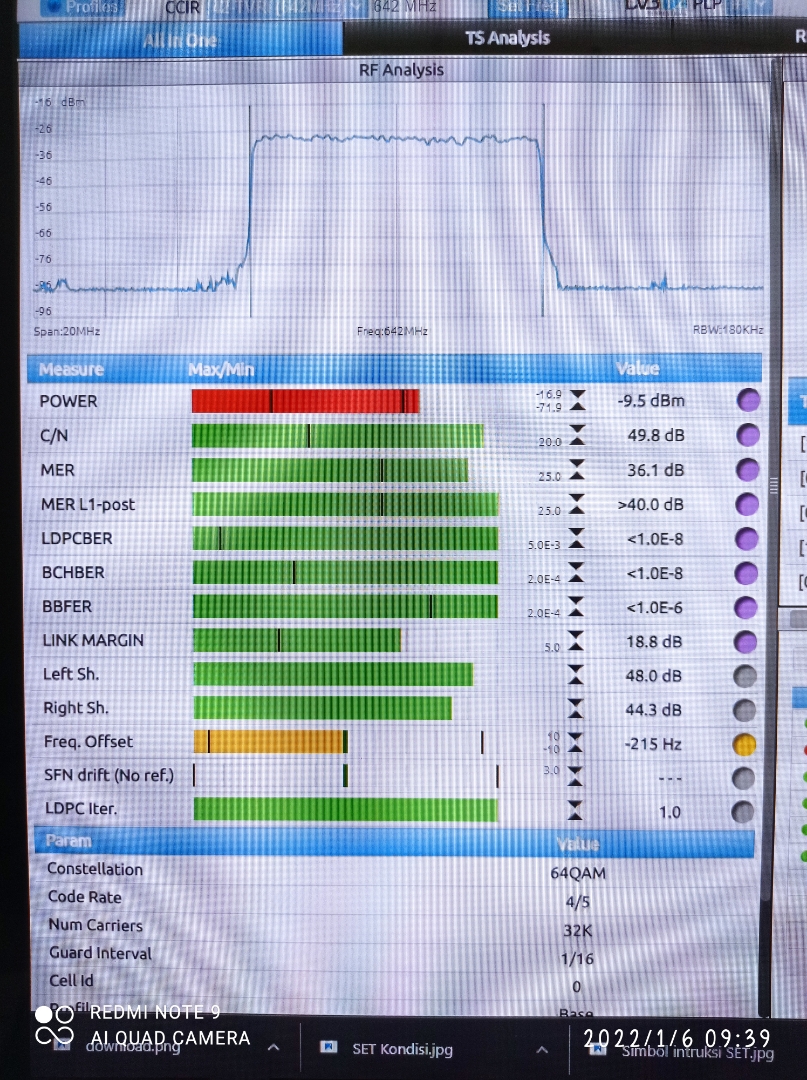 Profiles CCIR 642 MHz Set Freq LV3 PLP
All in One TS Analysis R
RF Analysis
-16 dBm
-26
-36
-46
-56
-66
-76
-86
-96
Span:20MHz Freq:642MHz RBW:180KHz
Measure Max/Min Value
POWER -16.9 -71.9 -9.5 dBm
C/N 20.0 49.8 dB
MER 25.0 36.1 dB
MER L1-post 25.0 >40.0 dB
LDPCBER 5.0E-3 <1.0E-8
BCHBER 2.0E-4 <1.0E-8
BBFER 2.0E-4 <1.0E-6
LINK MARGIN 5.0 18.8 dB
Left Sh. 48.0 dB
Right Sh. 44.3 dB
Freq. Offset 10 -10 -215 Hz
SFN drift (No ref.) 3.0 ---
LDPC Iter. 1.0
Param Value
Constellation 64QAM
Code Rate 4/5
Num Carriers 32K
Guard Interval 1/16
Cell Id 0
Profile Base
REDMI NOTE 9
AI QUAD CAMERA
2022/1/6 09:39
download.png SET Kondisi.jpg Simbol intruksi SET.jpg